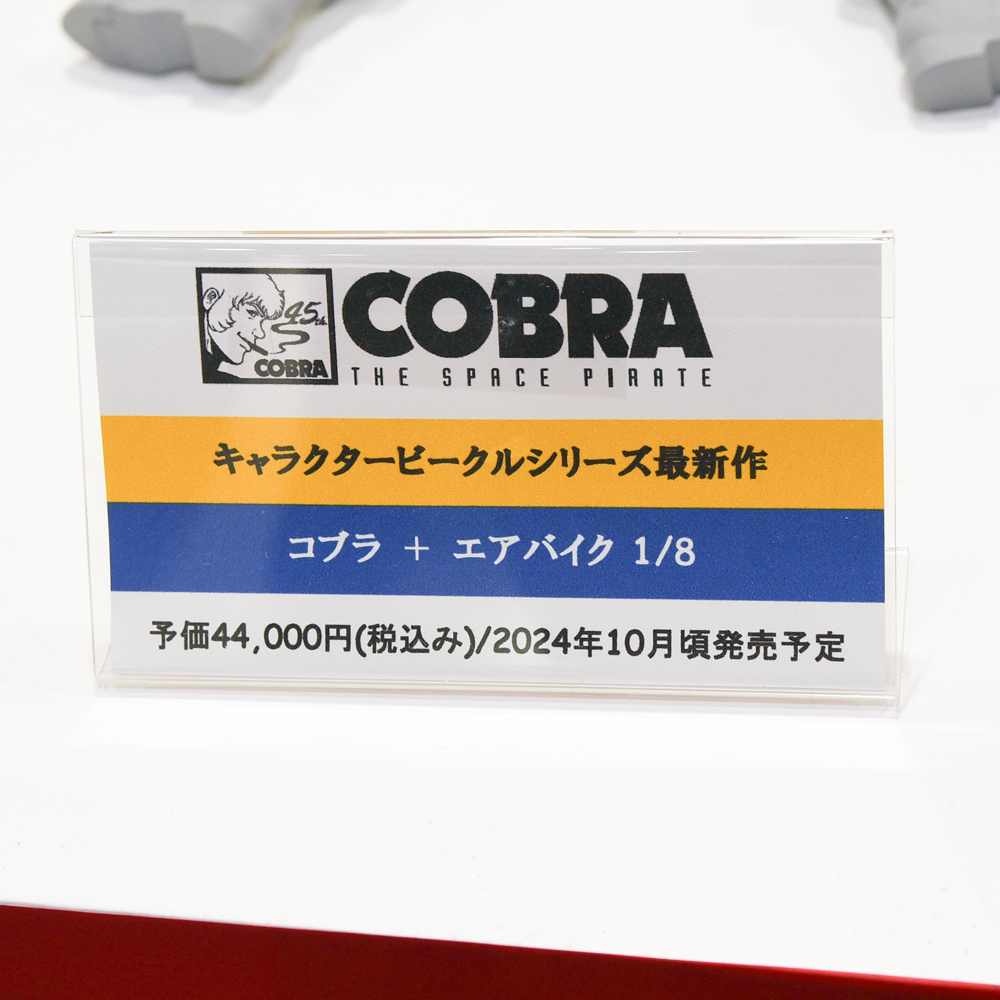 45th
COBRA
COBRA
THE SPACE PIRATE
キャラクタービークルシリーズ最新作
コブラ ＋ エアバイク 1/8
予価44,000円(税込み)/2024年10月頃発売予定